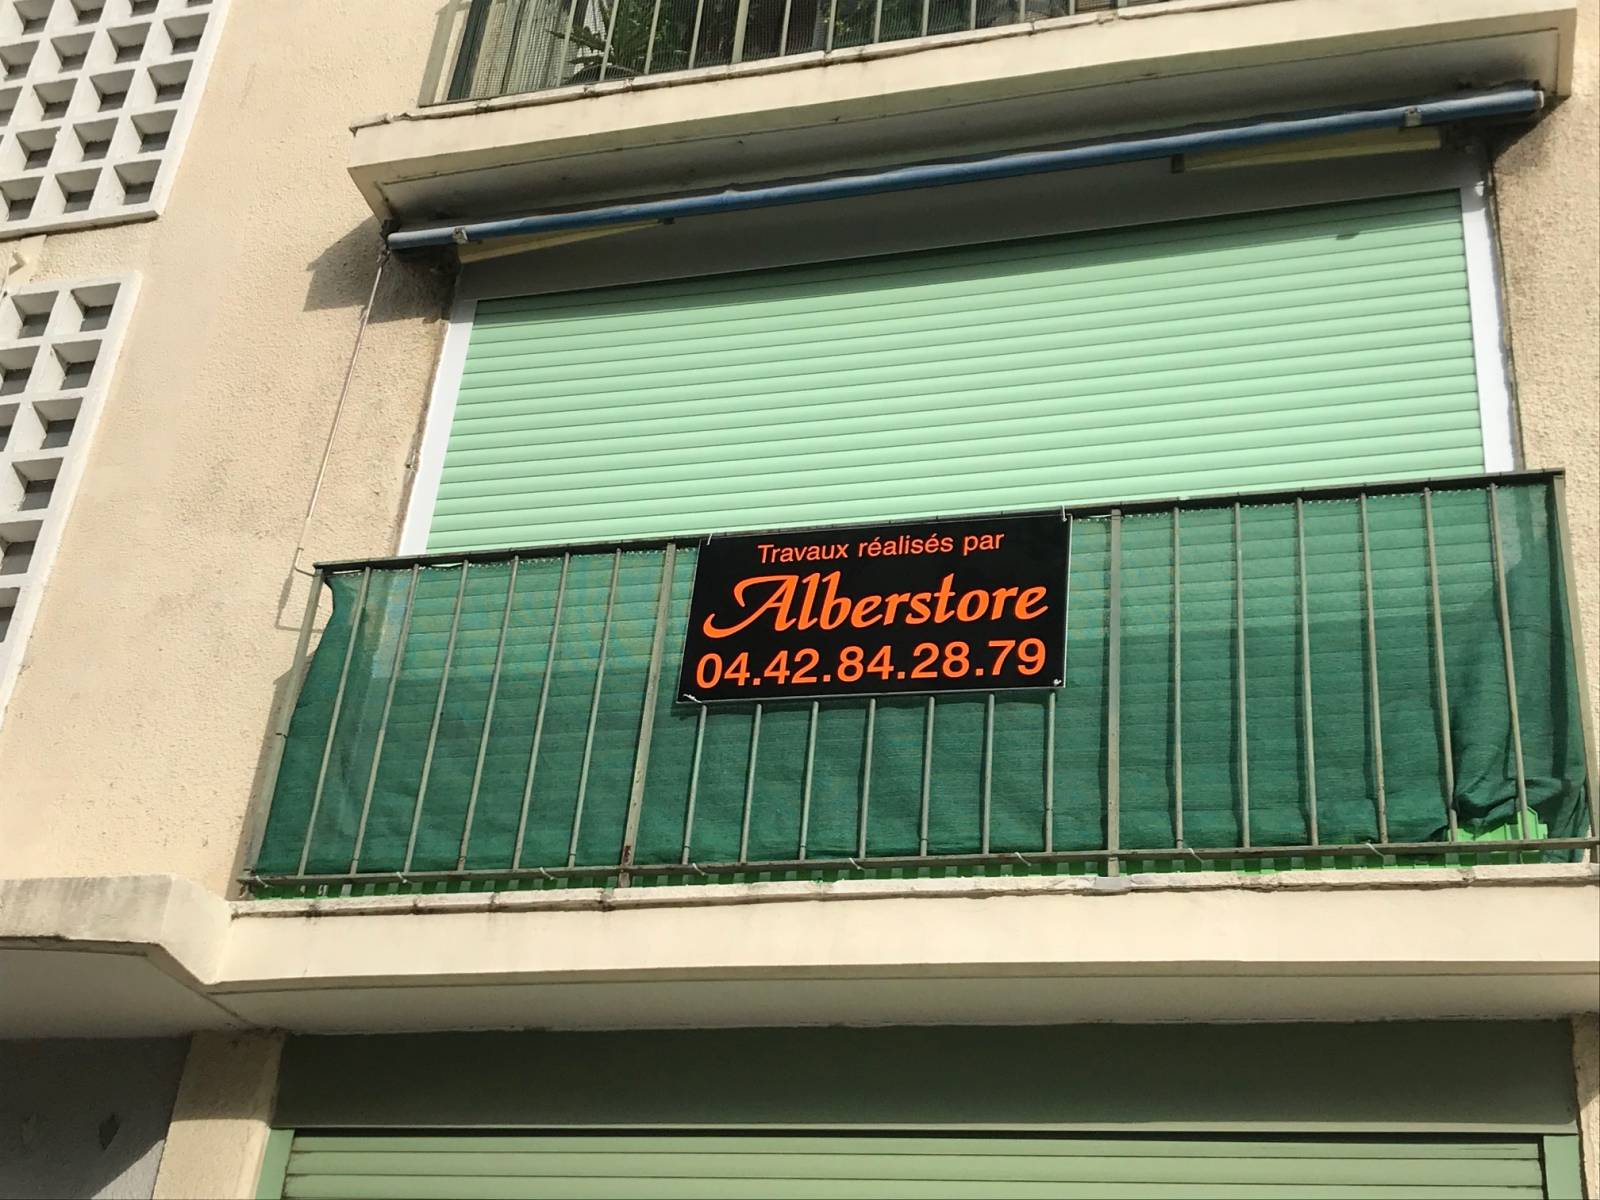 Travaux réalisés par
Alberstore
04.42.84.28.79